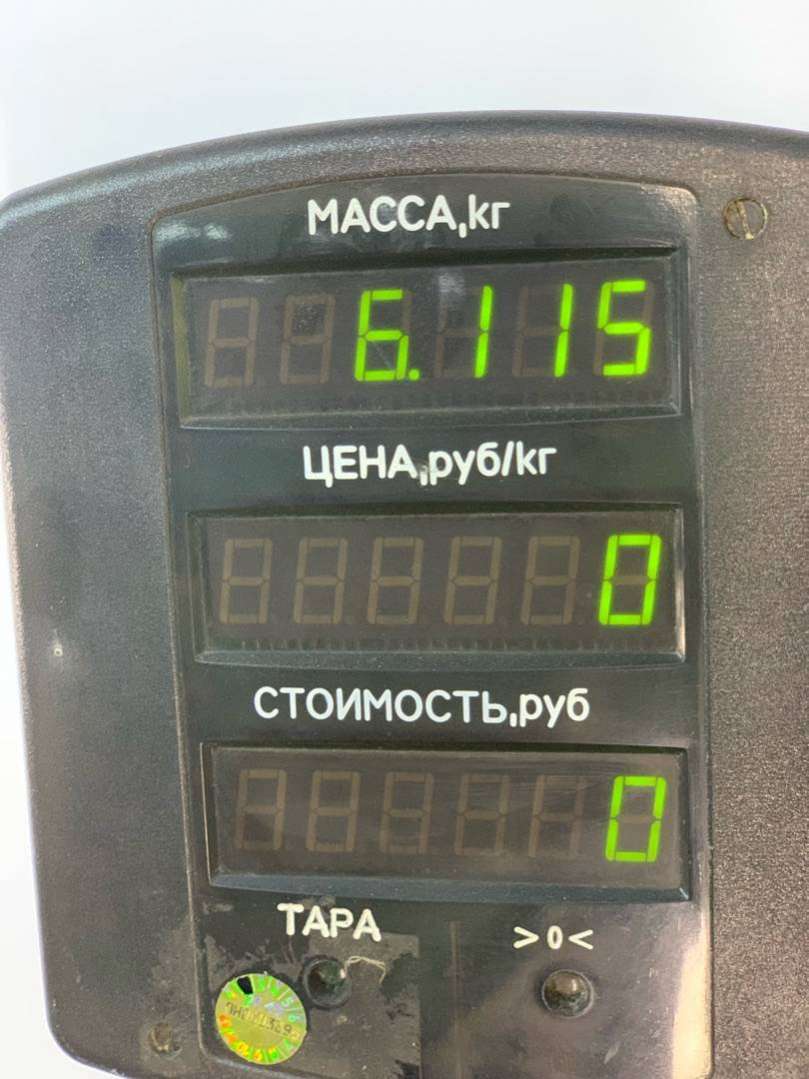 МАССА,кг
6.115
ЦЕНА,руб/кг
0
СТОИМОСТЬ,руб
0
ТАРА >0<